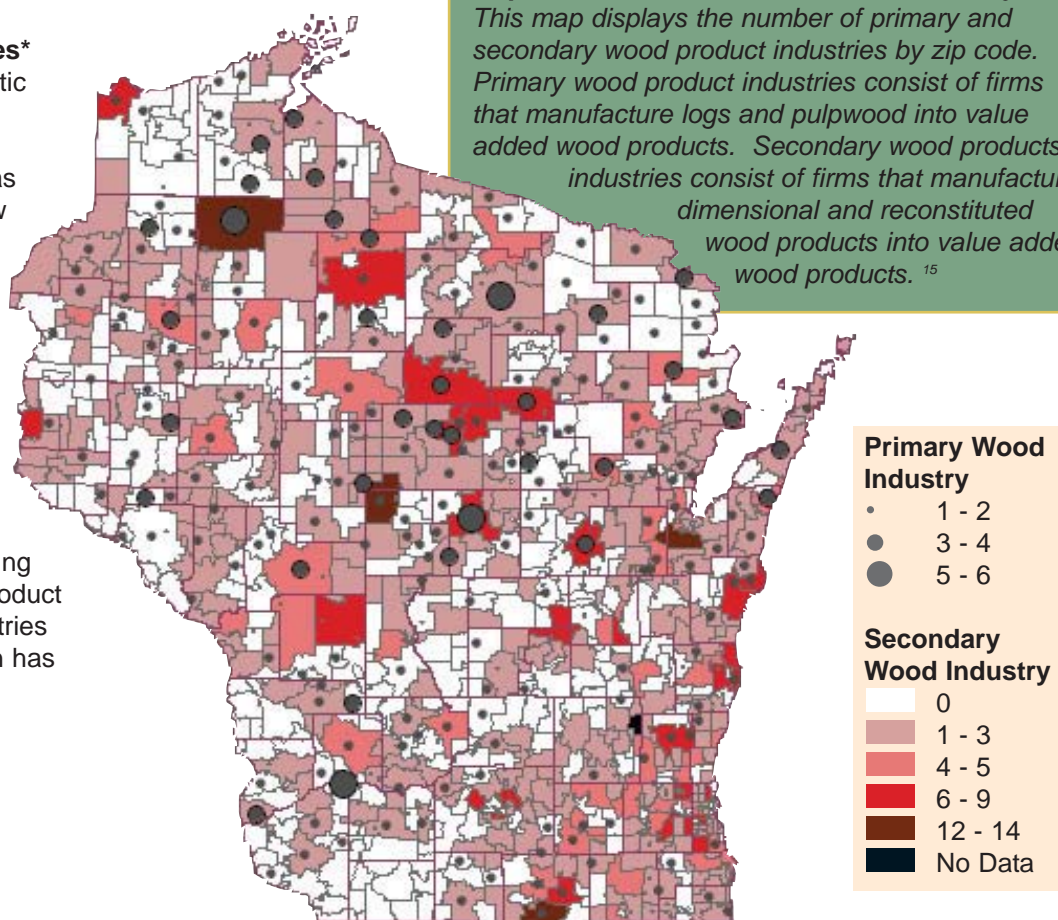 es*
tic
as
w
ing
oduct
tries
n has
This map displays the number of primary and
secondary wood product industries by zip code.
Primary wood product industries consist of firms
that manufacture logs and pulpwood into value
added wood products. Secondary wood products
industries consist of firms that manufactu
dimensional and reconstituted
wood products into value adde
wood products. 15
Primary Wood
Industry
1 - 2
3 - 4
5 - 6
Secondary
Wood Industry
0
1 - 3
4 - 5
6 - 9
12 - 14
No Data